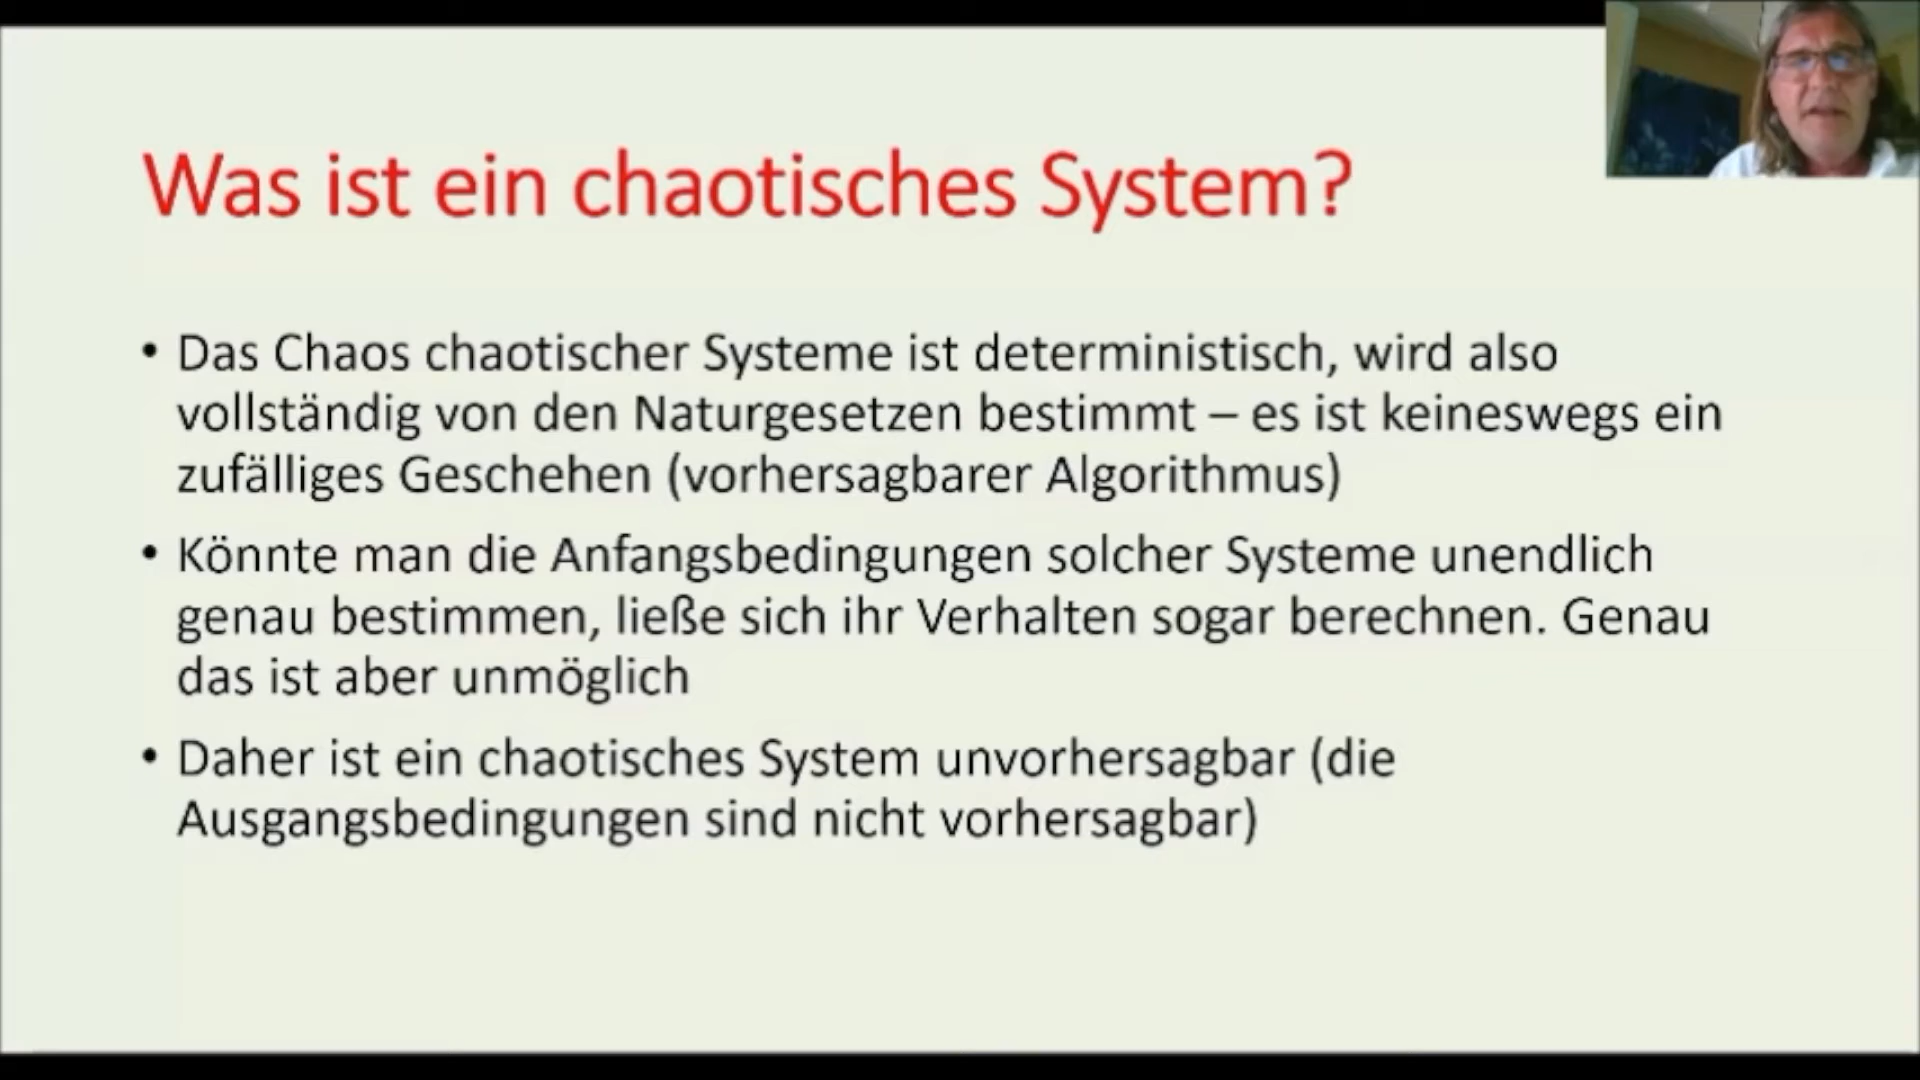 Was ist ein chaotisches System?
• Das Chaos chaotischer Systeme ist deterministisch, wird also
vollständig von den Naturgesetzen bestimmt – es ist keineswegs ein
zufälliges Geschehen (vorhersagbarer Algorithmus)
• Könnte man die Anfangsbedingungen solcher Systeme unendlich
genau bestimmen, ließe sich ihr Verhalten sogar berechnen. Genau
das ist aber unmöglich
• Daher ist ein chaotisches System unvorhersagbar (die
Ausgangsbedingungen sind nicht vorhersagbar)